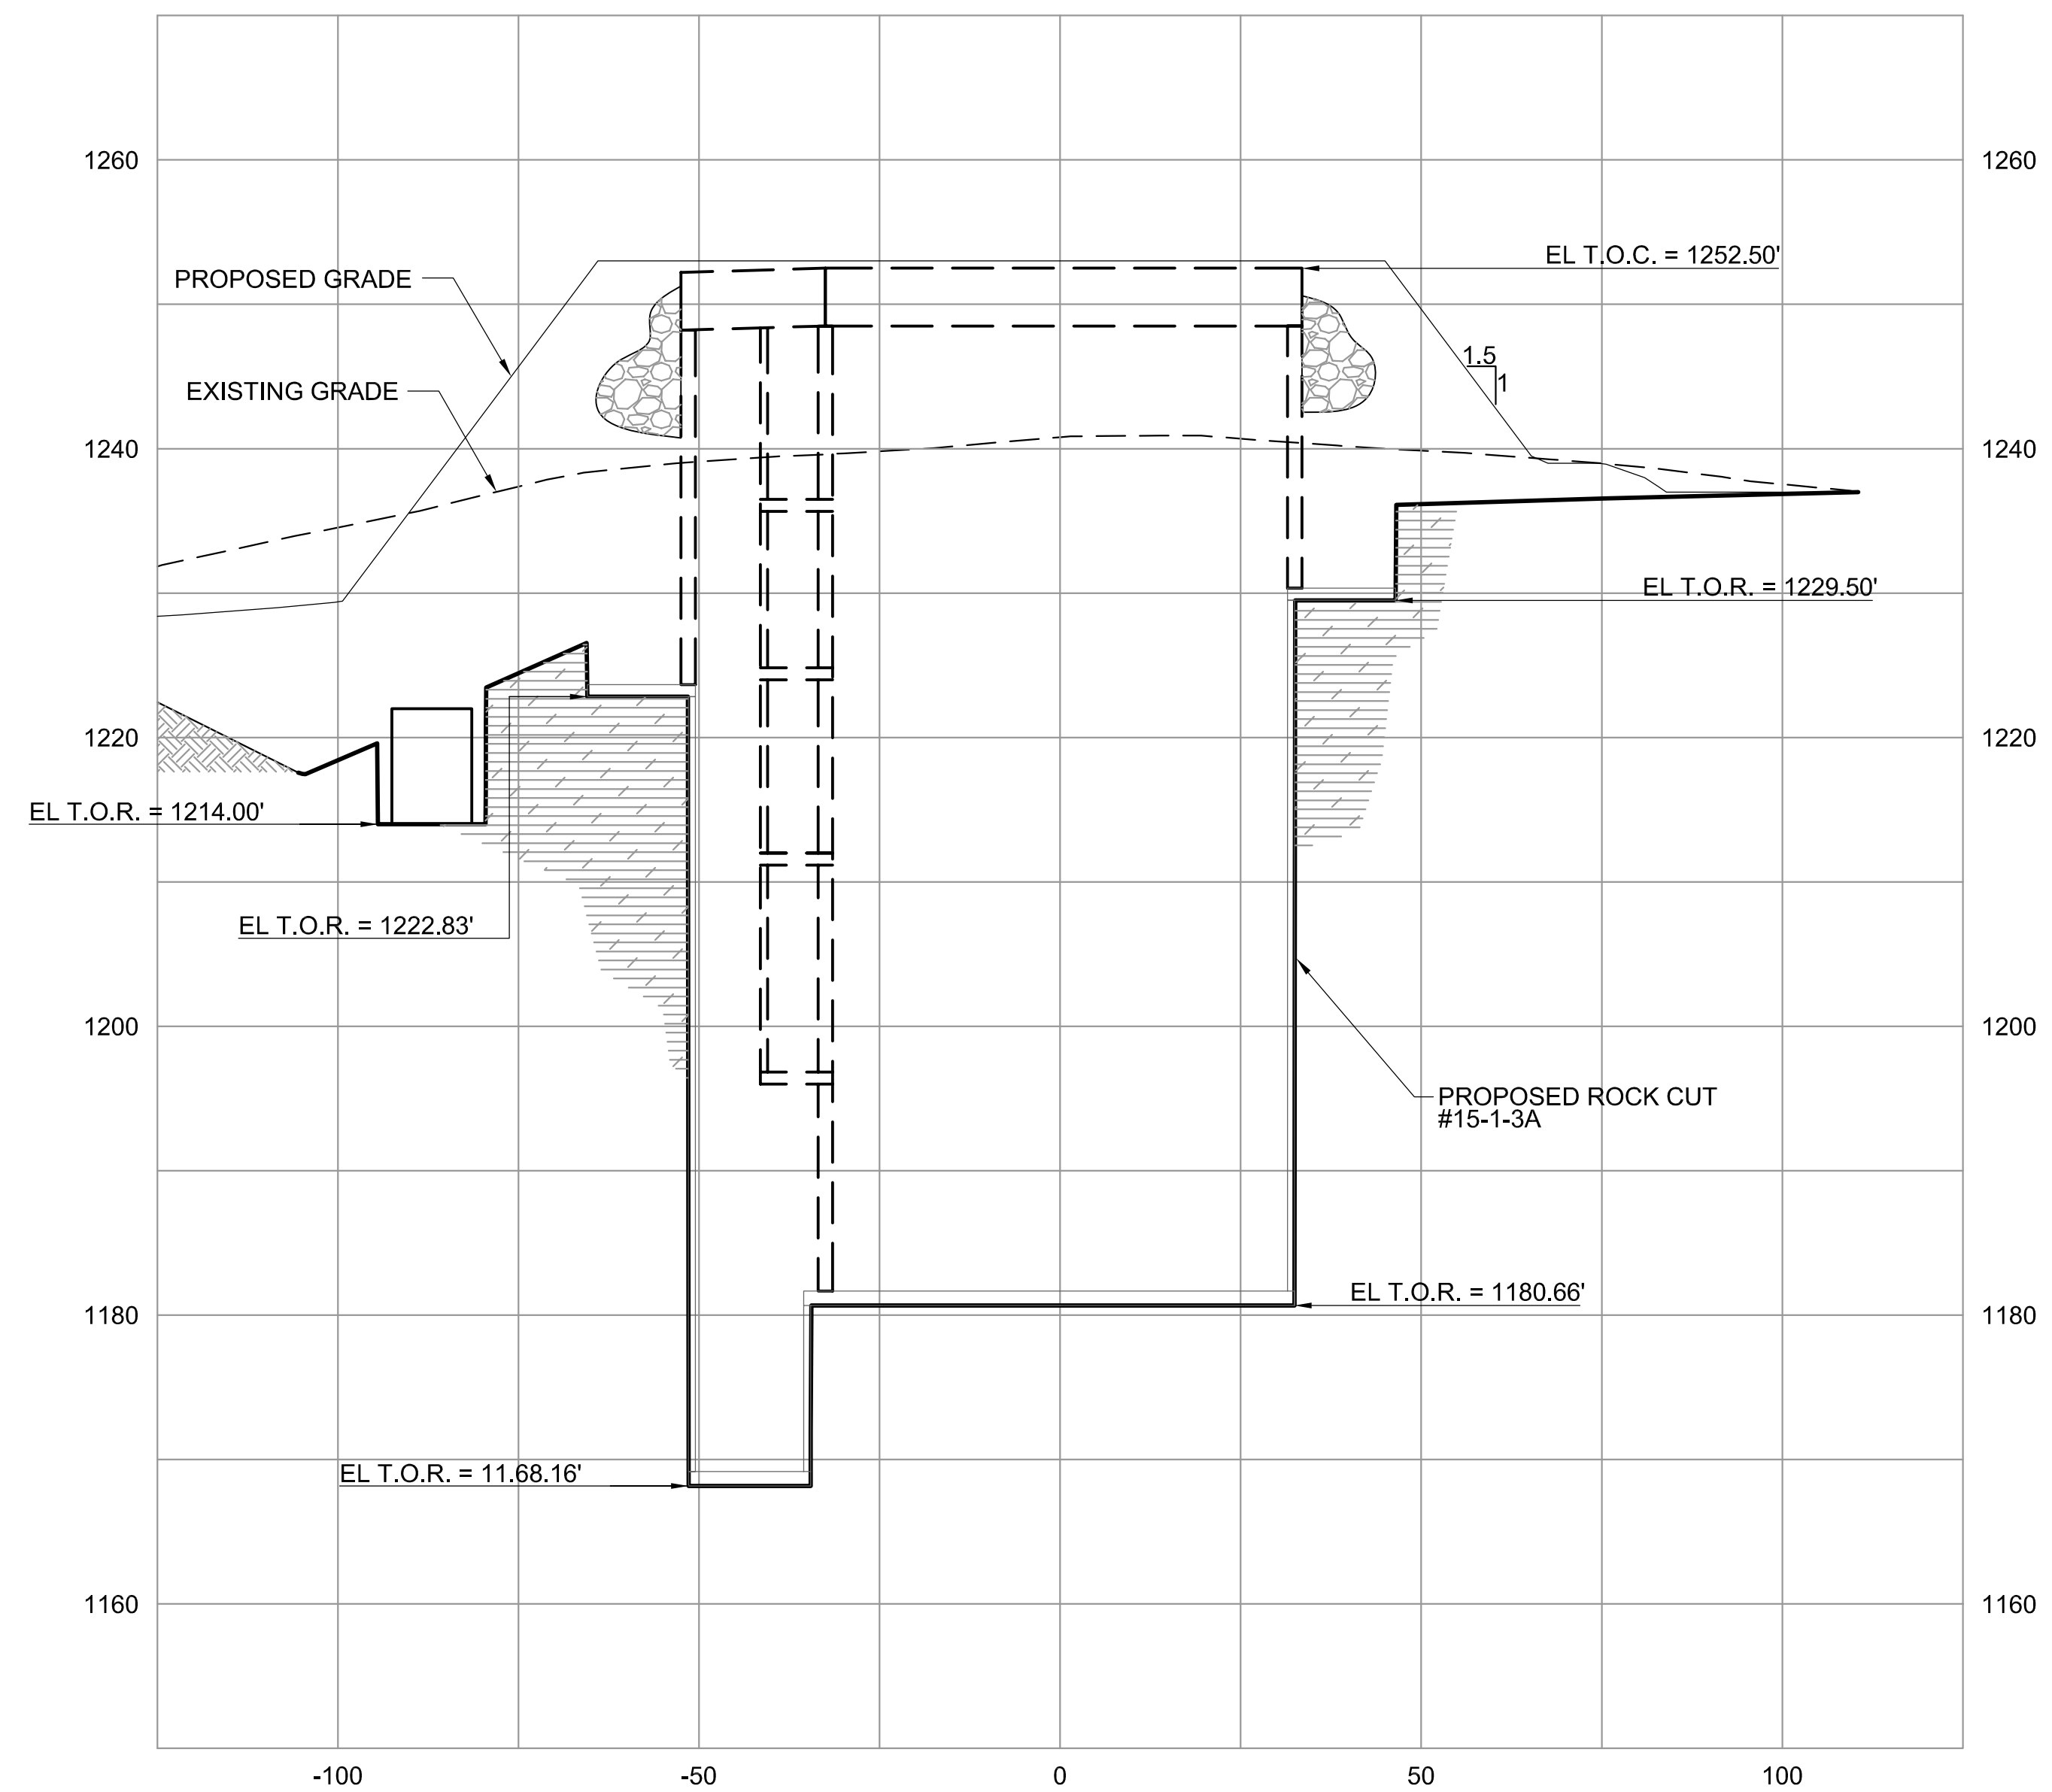 1260
1260
EL T.O.C. = 1252.50'
PROPOSED GRADE
1.5
1
EXISTING GRADE
1240
1240
EL T.O.R. = 1229.50'
1220
1220
EL T.O.R. = 1214.00'
EL T.O.R. = 1222.83'
1200
1200
PROPOSED ROCK CUT
#15-1-3A
EL T.O.R. = 1180.66'
1180
1180
EL T.O.R. = 11.68.16'
1160
1160
-100
-50
0
50
100